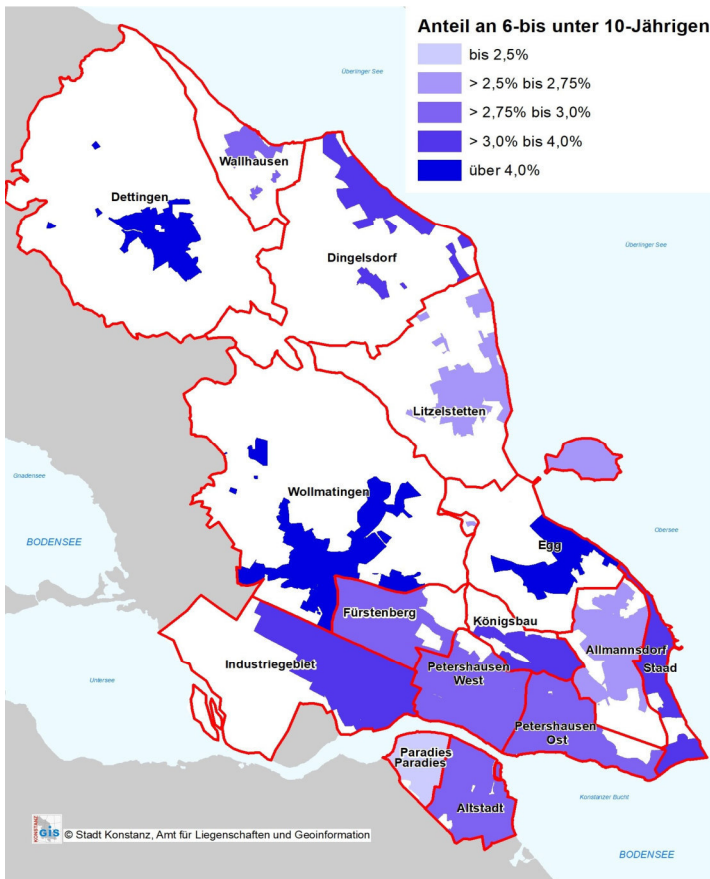 Anteil an 6-bis unter 10-Jährigen
bis 2,5%
> 2,5% bis 2,75%
> 2,75% bis 3,0%
> 3,0% bis 4,0%
über 4,0%
Überlinger See
Wallhausen
Dettingen
Dingelsdorf
Überlinger See
Litzelstetten
Gnadensee
Wollmatingen
BODENSEE
Obersee
Egg
Fürstenberg
Königsbau
Allmannsdorf
Staad
Industriegebiet
Petershausen
West
Untersee
Petershausen
Ost
Paradies
Paradies
Altstadt
Konstanzer Bucht
KONSTANZ
GIS
© Stadt Konstanz, Amt für Liegenschaften und Geoinformation
BODENSEE